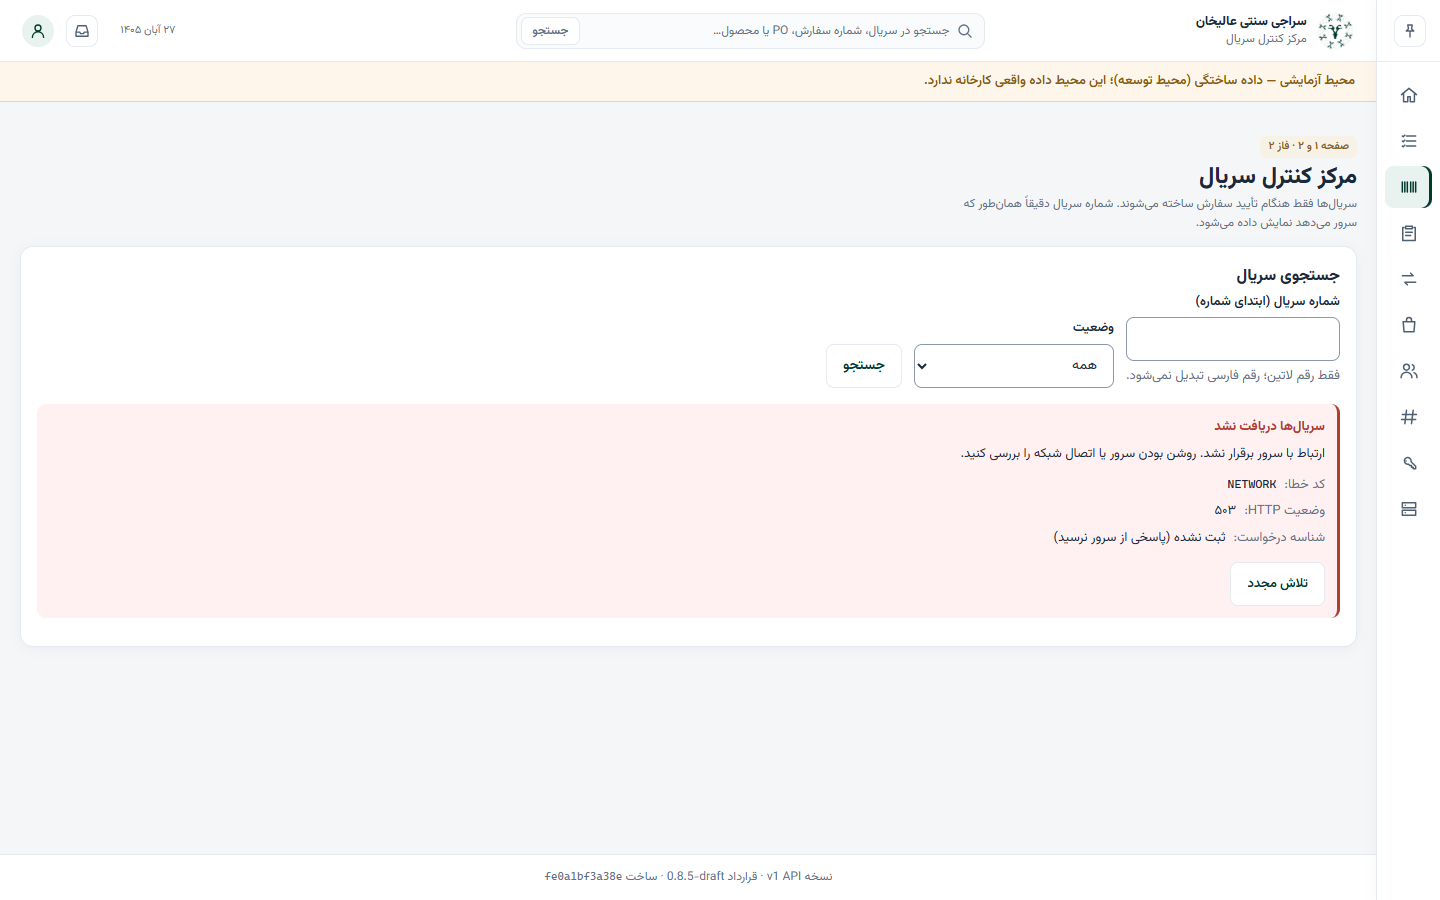 سراجی سنتی عالیخان
مرکز کنترل سریال
جستجو در سریال، شماره سفارش، PO یا محصول...
جستجو
۲۷ آبان ۱۴۰۵
محیط آزمایشی — داده ساختگی (محیط توسعه)؛ این محیط داده واقعی کارخانه ندارد.
صفحه ۱ و ۲ · فاز ۲
مرکز کنترل سریال
سریال‌ها فقط هنگام تأیید سفارش ساخته می‌شوند. شماره سریال دقیقاً همان‌طور که
سرور می‌دهد نمایش داده می‌شود.
جستجوی سریال
شماره سریال (ابتدای شماره)
فقط رقم لاتین؛ رقم فارسی تبدیل نمی‌شود.
وضعیت
همه
جستجو
سریال‌ها دریافت نشد
ارتباط با سرور برقرار نشد. روشن بودن سرور یا اتصال شبکه را بررسی کنید.
کد خطا: NETWORK
وضعیت HTTP: ۵۰۳
شناسه درخواست: ثبت نشده (پاسخی از سرور نرسید)
تلاش مجدد
نسخه v1 API · قرارداد 0.8.5-draft · ساخت fe0a1bf3a38e